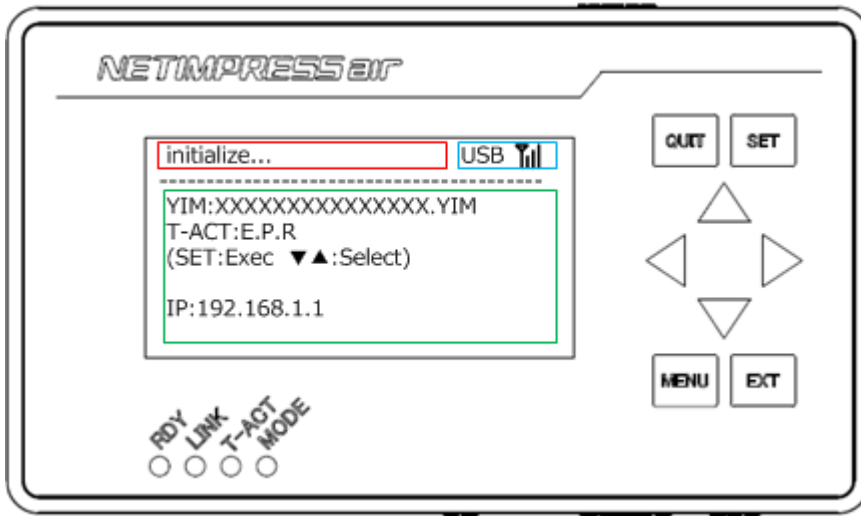 NETIMPRESS air
initialize...
USB
YIM:XXXXXXXXXXXXXXX.YIM
T-ACT:E.P.R
(SET:Exec ▼▲:Select)
IP:192.168.1.1
QUIT SET
MENU EXT
RDY LINK T-ACT MODE